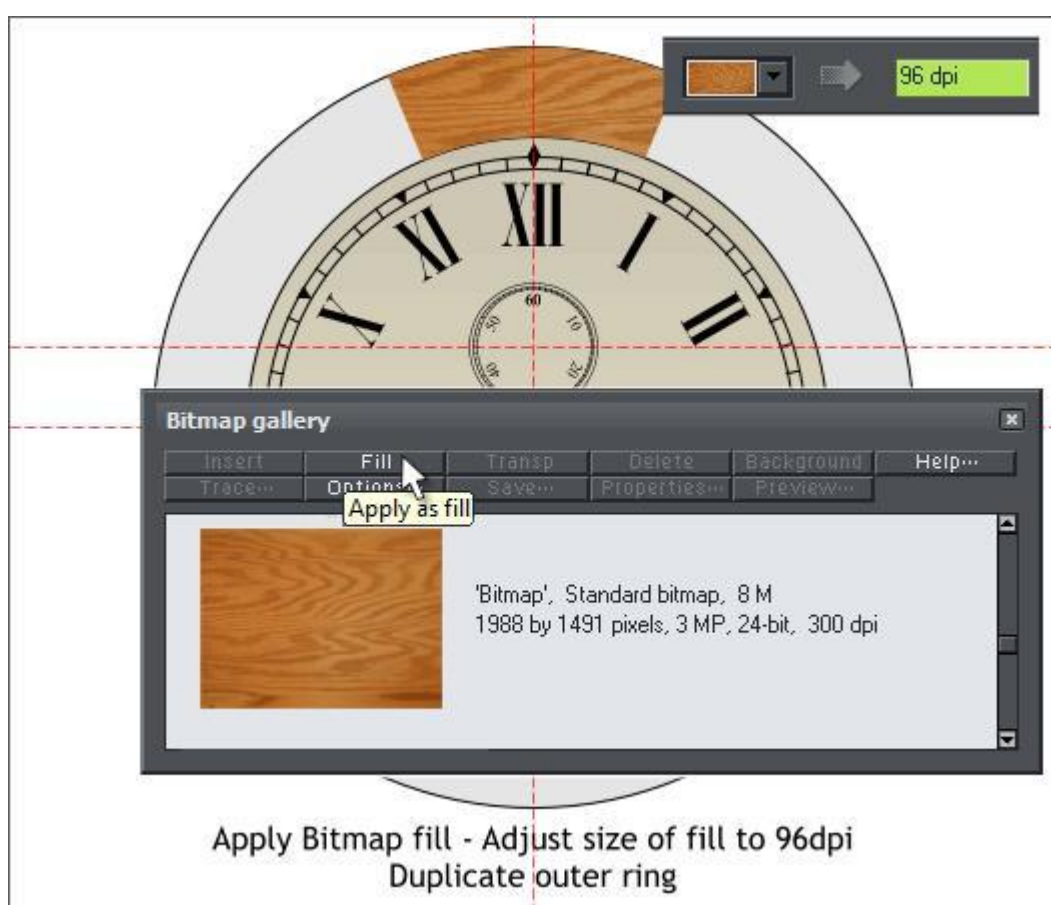 96 dpi
XII
XI
I
X
II
60
50
10
40
20
Bitmap gallery
Insert Fill Transp Delete Background Help...
Trace... Options... Save... Properties... Preview...
Apply as fill
'Bitmap', Standard bitmap, 8 M
1988 by 1491 pixels, 3 MP, 24-bit, 300 dpi
Apply Bitmap fill - Adjust size of fill to 96dpi
Duplicate outer ring